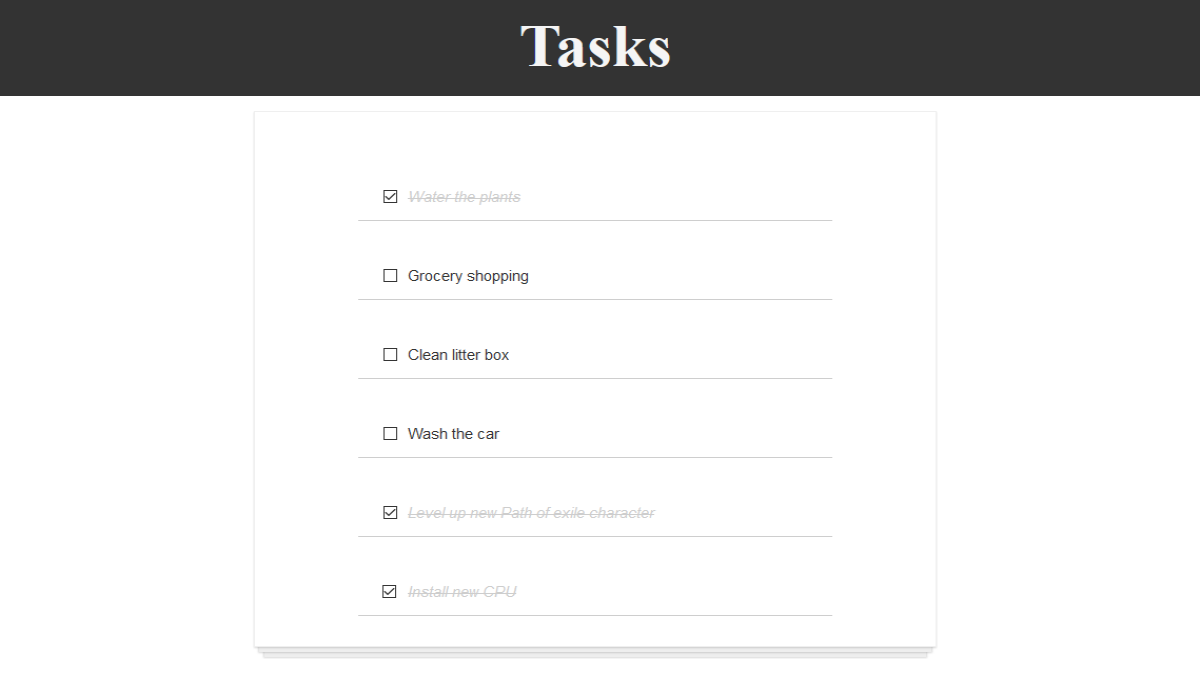 Tasks
Water the plants
Grocery shopping
Clean litter box
Wash the car
Level up new Path of exile character
Install new CPU